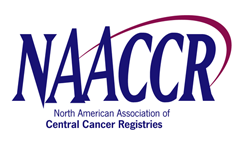 NAACCR
North American Association of
Central Cancer Registries